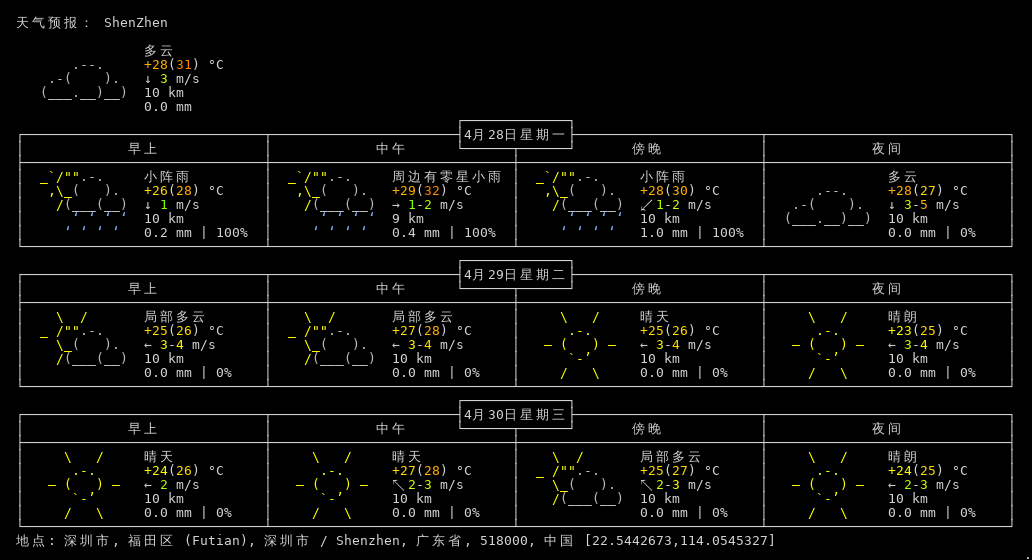 天气预报： ShenZhen
多云
+28(31) °C
↓ 3 m/s
10 km
0.0 mm
4月28日星期一
早上 中午 傍晚 夜间
小阵雨 周边有零星小雨 小阵雨 多云
+26(28) °C +29(32) °C +28(30) °C +28(27) °C
↓ 1 m/s → 1-2 m/s ↙ 1-2 m/s ↓ 3-5 m/s
10 km 9 km 10 km 10 km
0.2 mm | 100% 0.4 mm | 100% 1.0 mm | 100% 0.0 mm | 0%
4月29日星期二
早上 中午 傍晚 夜间
局部多云 局部多云 晴天 晴朗
+25(26) °C +27(28) °C +25(26) °C +23(25) °C
← 3-4 m/s ← 3-4 m/s ← 3-4 m/s ← 3-4 m/s
10 km 10 km 10 km 10 km
0.0 mm | 0% 0.0 mm | 0% 0.0 mm | 0% 0.0 mm | 0%
4月30日星期三
早上 中午 傍晚 夜间
晴天 晴天 局部多云 晴朗
+24(26) °C +27(28) °C +25(27) °C +24(25) °C
← 2 m/s ↖ 2-3 m/s ↖ 2-3 m/s ← 2-3 m/s
10 km 10 km 10 km 10 km
0.0 mm | 0% 0.0 mm | 0% 0.0 mm | 0% 0.0 mm | 0%
地点: 深圳市, 福田区 (Futian), 深圳市 / Shenzhen, 广东省, 518000, 中国 [22.5442673,114.0545327]